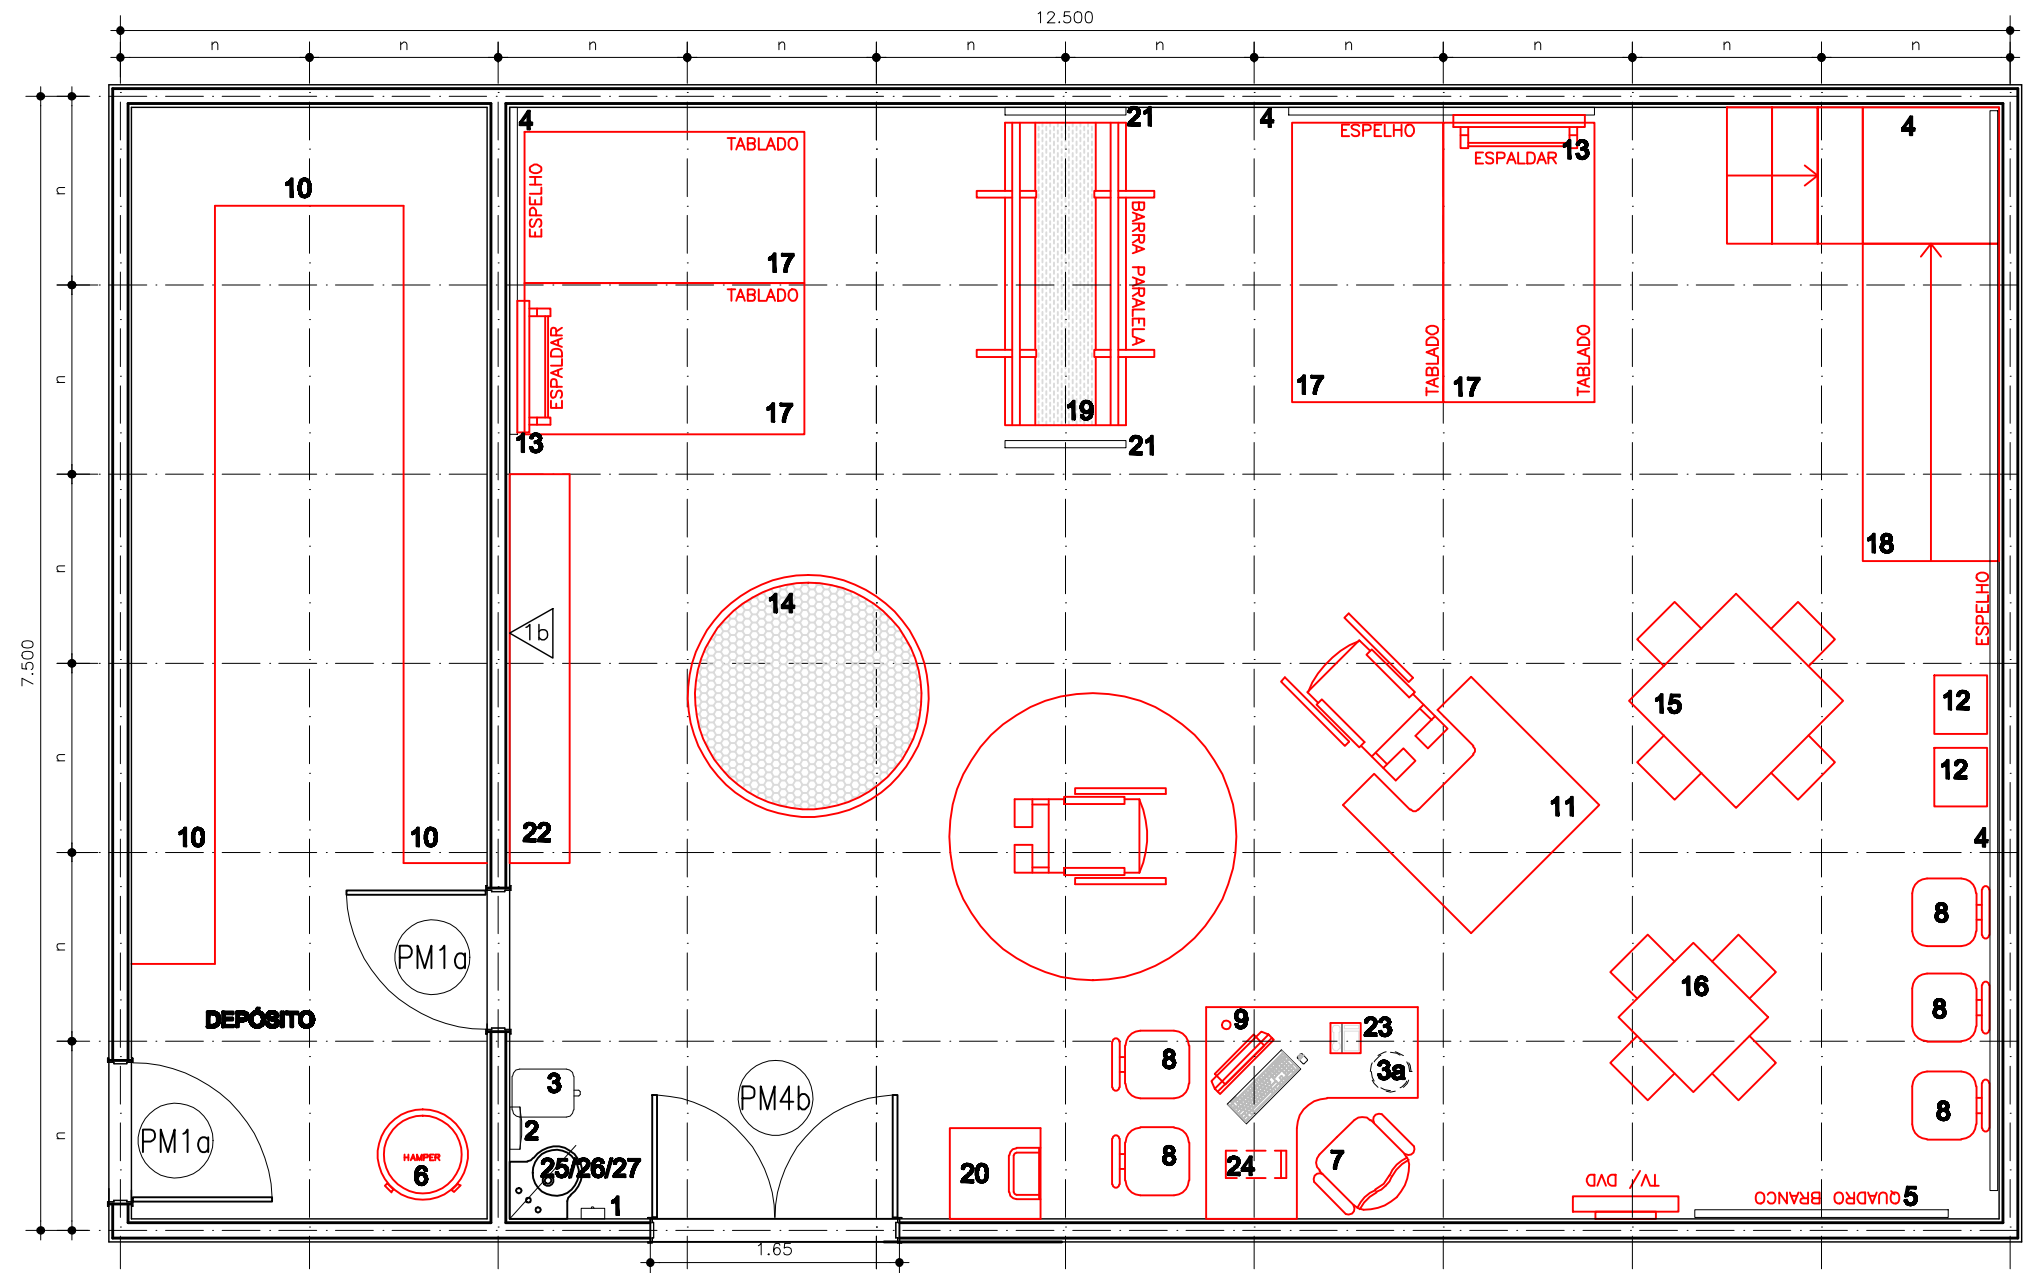 12.500
n n n n n n n n n n
7.500
n
n
n
n
n
n
4
TABLADO
ESPELHO
17
TABLADO
ESPALDAR
17
13
21
BARRA PARALELA
19
21
4
ESPELHO
ESPALDAR
13
17
TABLADO
17
TABLADO
4
18
ESPELHO
10
10
10
1b
22
14
11
15
12
12
4
8
8
8
16
PM1a
DEPÓSITO
PM1a
HAMPER
6
3
2
25/26/27
1
PM4b
20
8
8
9
23
3a
24
7
TV/ DVD
QUADRO BRANCO
5
1.65